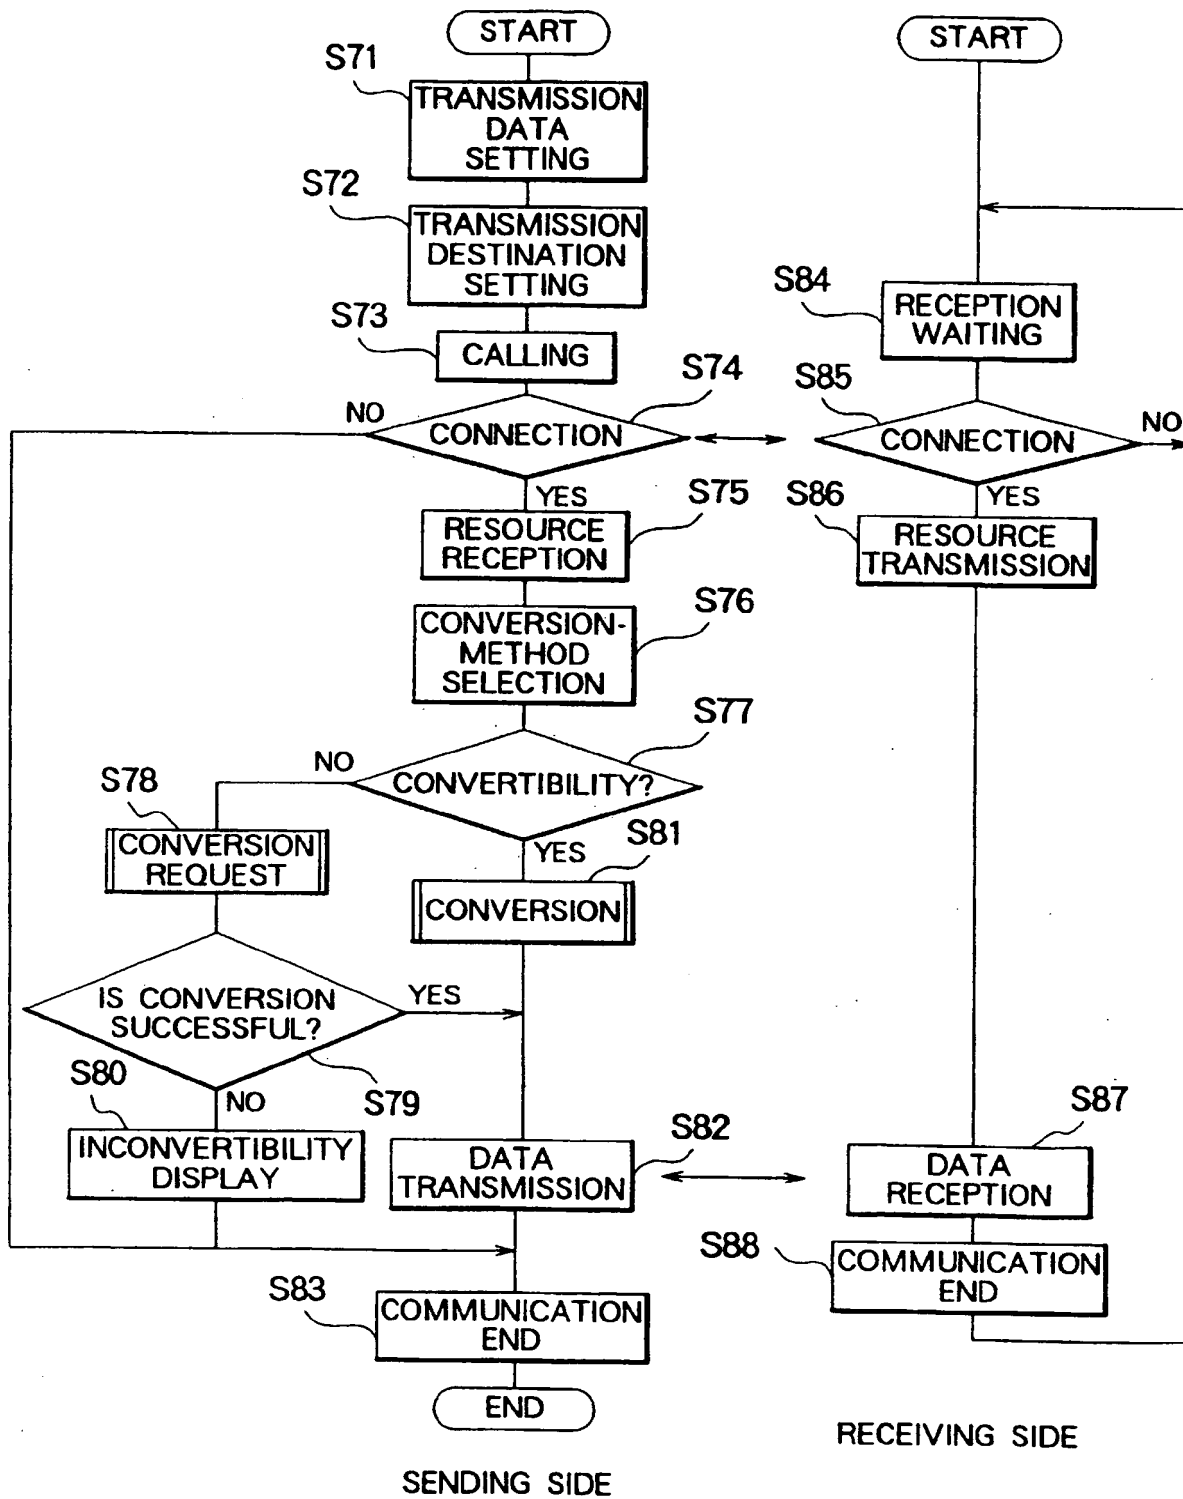 START
S71
TRANSMISSION
DATA
SETTING
S72
TRANSMISSION
DESTINATION
SETTING
S73
CALLING
S74
NO
CONNECTION
YES
S75
RESOURCE
RECEPTION
S76
CONVERSION-
METHOD
SELECTION
S77
NO
CONVERTIBILITY?
YES
S78
CONVERSION
REQUEST
S81
CONVERSION
IS CONVERSION
SUCCESSFUL?
YES
S79
NO
S80
INCONVERTIBILITY
DISPLAY
S82
DATA
TRANSMISSION
S83
COMMUNICATION
END
END
SENDING SIDE
START
S84
RECEPTION
WAITING
S85
CONNECTION
NO
YES
S86
RESOURCE
TRANSMISSION
S87
DATA
RECEPTION
S88
COMMUNICATION
END
RECEIVING SIDE